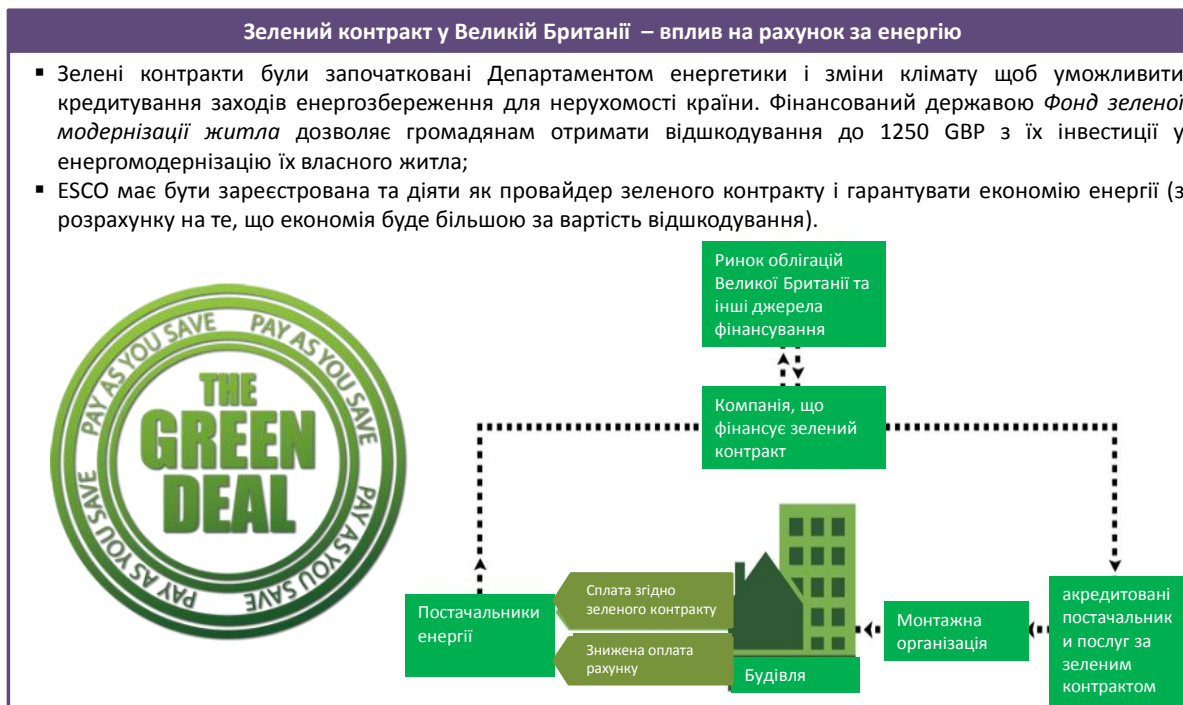 Зелений контракт у Великій Британії – вплив на рахунок за енергію
▪ Зелені контракти були започатковані Департаментом енергетики і зміни клімату щоб уможливити
кредитування заходів енергозбереження для нерухомості країни. Фінансований державою Фонд зеленої
модернізації житла дозволяє громадянам отримати відшкодування до 1250 GBP з їх інвестиції у
енергомодернізацію їх власного житла;
▪ ESCO має бути зареєстрована та діяти як провайдер зеленого контракту і гарантувати економію енергії (з
розрахунку на те, що економія буде більшою за вартість відшкодування).
Ринок облігацій
Великої Британії та
інші джерела
фінансування
PAY AS YOU SAVE
PAY AS YOU SAVE
PAY AS YOU SAVE
PAY AS YOU SAVE
THE
GREEN
DEAL
Компанія, що
фінансує зелений
контракт
Сплата згідно
зеленого контракту
Постачальники
енергії
Знижена оплата
рахунку
Будівля
Монтажна
організація
акредитовані
постачальник
и послуг за
зеленим
контрактом